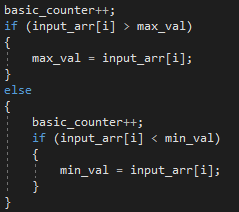 basic_counter++;
if (input_arr[i] > max_val)
{
max_val = input_arr[i];
}
else
{
basic_counter++;
if (input_arr[i] < min_val)
{
min_val = input_arr[i];
}
}